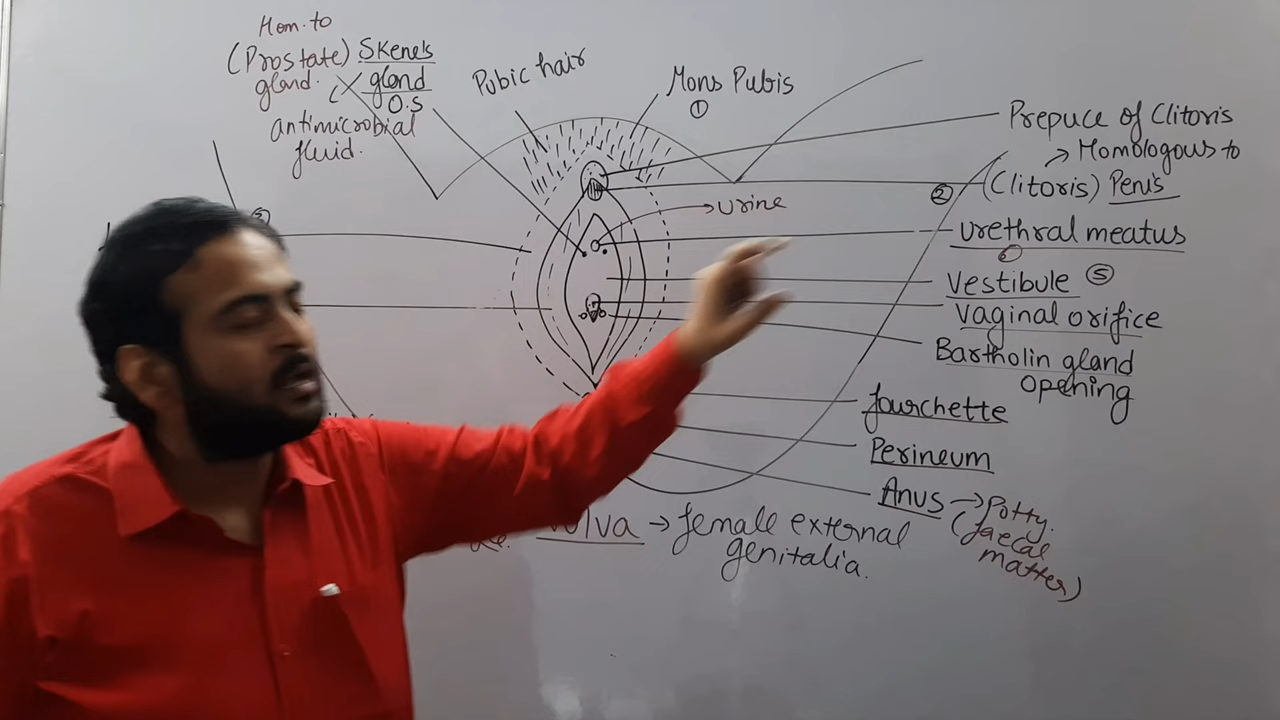 Hom. to
(Prostate) Skene's
gland. gland
O.S
antimicrobial
fluid.
Pubic hair
Mons Pubis
①
Prepuce of Clitoris
→ Homologous to
② (Clitoris) Penis
→ urine
urethral meatus
Vestibule ⑤
Vaginal orifice
Bartholin gland
opening
fourchette
Perineum
Anus → Potty.
(faecal
matter)
→ female external
genitalia.